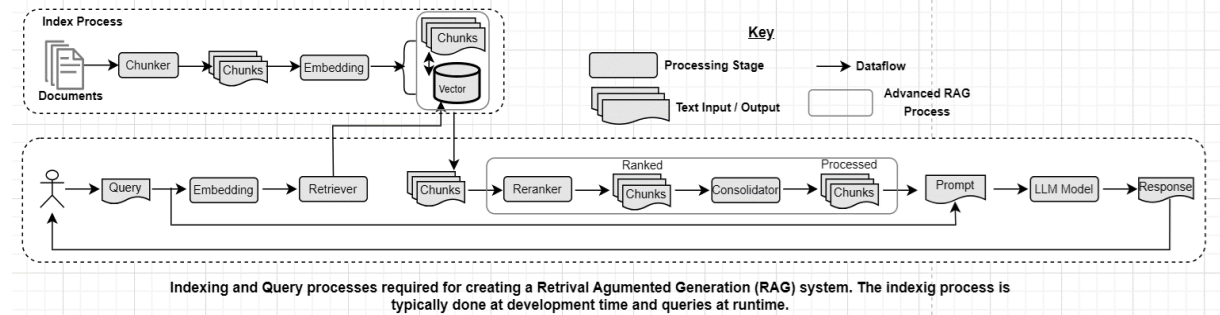 Index Process
Documents
Chunker
Chunks
Embedding
Chunks
Vector
Key
Processing Stage
Dataflow
Text Input / Output
Advanced RAG
Process
Query
Embedding
Retriever
Chunks
Reranker
Ranked
Chunks
Consolidator
Processed
Chunks
Prompt
LLM Model
Response
Indexing and Query processes required for creating a Retrival Agumented Generation (RAG) system. The indexig process is
typically done at development time and queries at runtime.